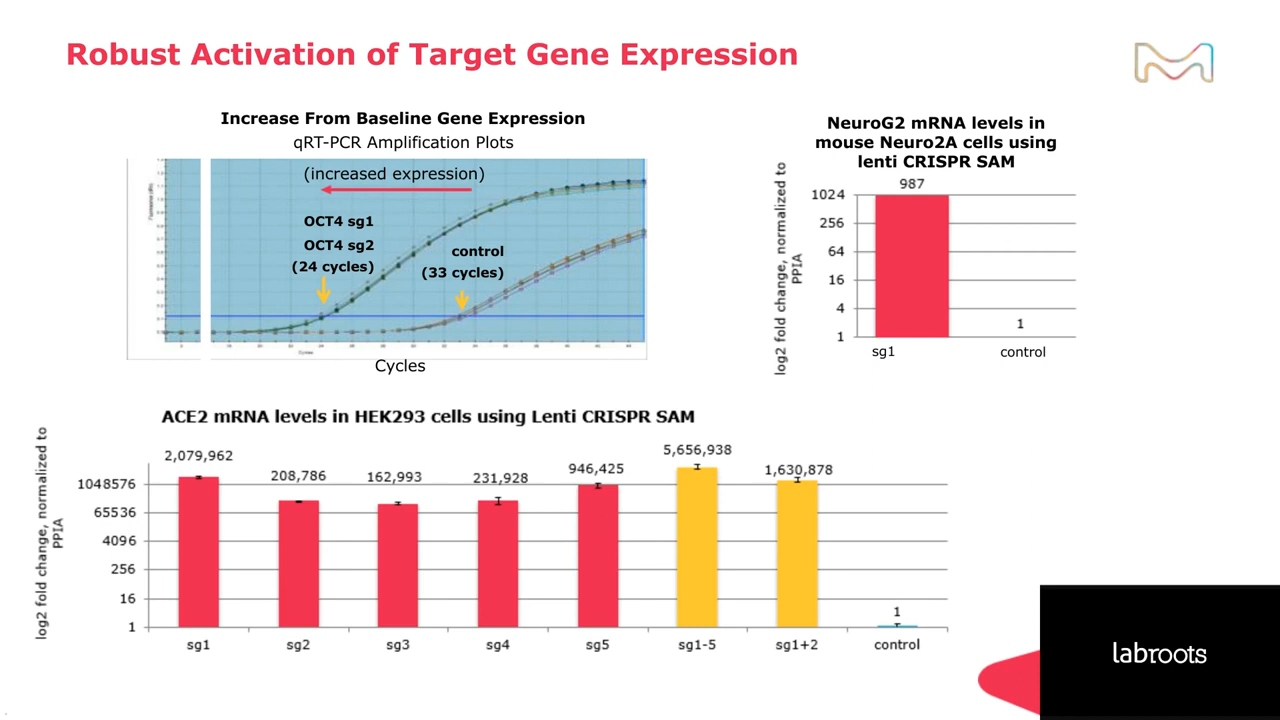 Robust Activation of Target Gene Expression
Increase From Baseline Gene Expression
qRT-PCR Amplification Plots
(increased expression)
OCT4 sg1
OCT4 sg2
(24 cycles)
control
(33 cycles)
Cycles
Cycles
NeuroG2 mRNA levels in
mouse Neuro2A cells using
lenti CRISPR SAM
log2 fold change, normalized to
PPIA
987
1024
256
64
16
4
1
1
sg1
control
ACE2 mRNA levels in HEK293 cells using Lenti CRISPR SAM
log2 fold change, normalized to
PPIA
2,079,962
208,786
162,993
231,928
946,425
5,656,938
1,630,878
1
1048576
65536
4096
256
16
1
sg1
sg2
sg3
sg4
sg5
sg1-5
sg1+2
control
labroots